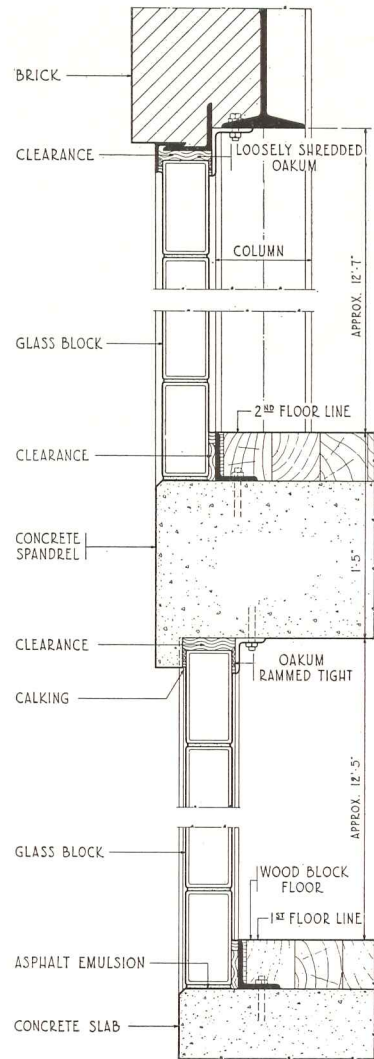 BRICK
CLEARANCE
LOOSELY SHREDDED
OAKUM
COLUMN
APPROX. 12'-7"
GLASS BLOCK
2ND FLOOR LINE
CLEARANCE
CONCRETE
SPANDREL
1'-5"
CLEARANCE
OAKUM
RAMMED TIGHT
CALKING
APPROX. 12'-5"
GLASS BLOCK
WOOD BLOCK
FLOOR
1ST FLOOR LINE
ASPHALT EMULSION
CONCRETE SLAB